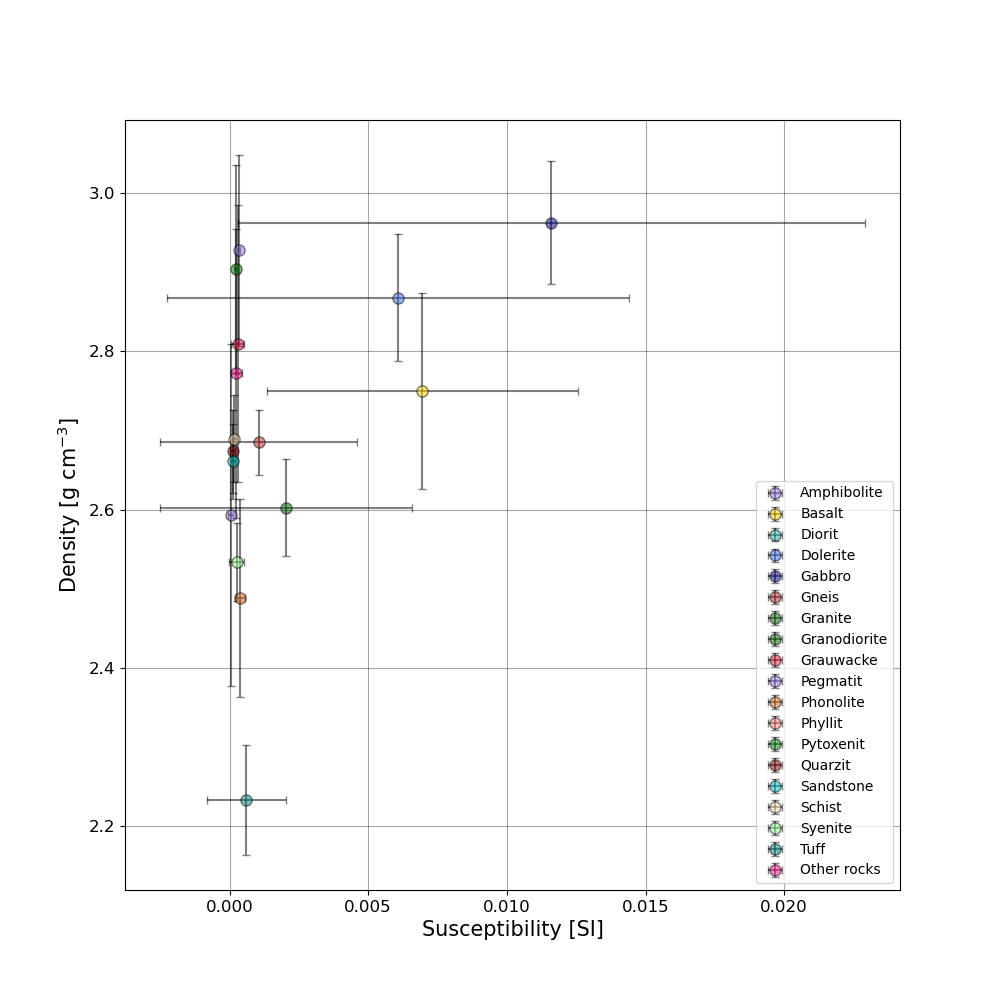 3.0
2.8
2.6
2.4
2.2
Density [g cm⁻³]
0.000 0.005 0.010 0.015 0.020
Susceptibility [SI]
Amphibolite
Basalt
Diorit
Dolerite
Gabbro
Gneis
Granite
Granodiorite
Grauwacke
Pegmatit
Phonolite
Phyllit
Pytoxenit
Quarzit
Sandstone
Schist
Syenite
Tuff
Other rocks